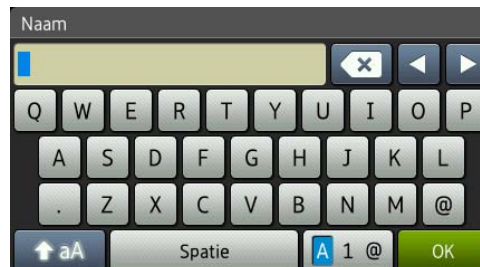 Naam
Q W E R T Y U I O P
A S D F G H J K L
. Z X C V B N M @
aA Spatie A 1 @ OK